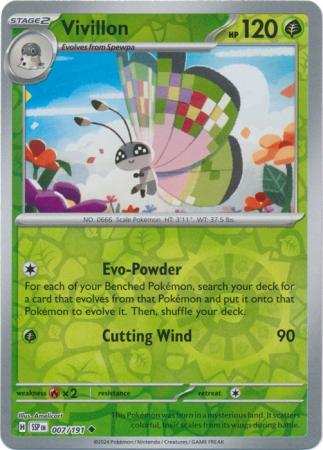 STAGE2
Vivillon
HP 120
Evolves from Spewpa
NO. 0666 Scale Pokémon HT: 3'11" WT: 37.5 lbs
Evo-Powder
For each of your Benched Pokémon, search your deck for
a card that evolves from that Pokémon and put it onto that
Pokémon to evolve it. Then, shuffle your deck.
Cutting Wind 90
weakness ×2 resistance retreat
Illus. Amelicart
H SSP EN 007/191
This Pokémon was born in a mysterious land. It scatters
colorful, toxic scales from its wings during battle.
©2024 Pokémon / Nintendo / Creatures / GAME FREAK